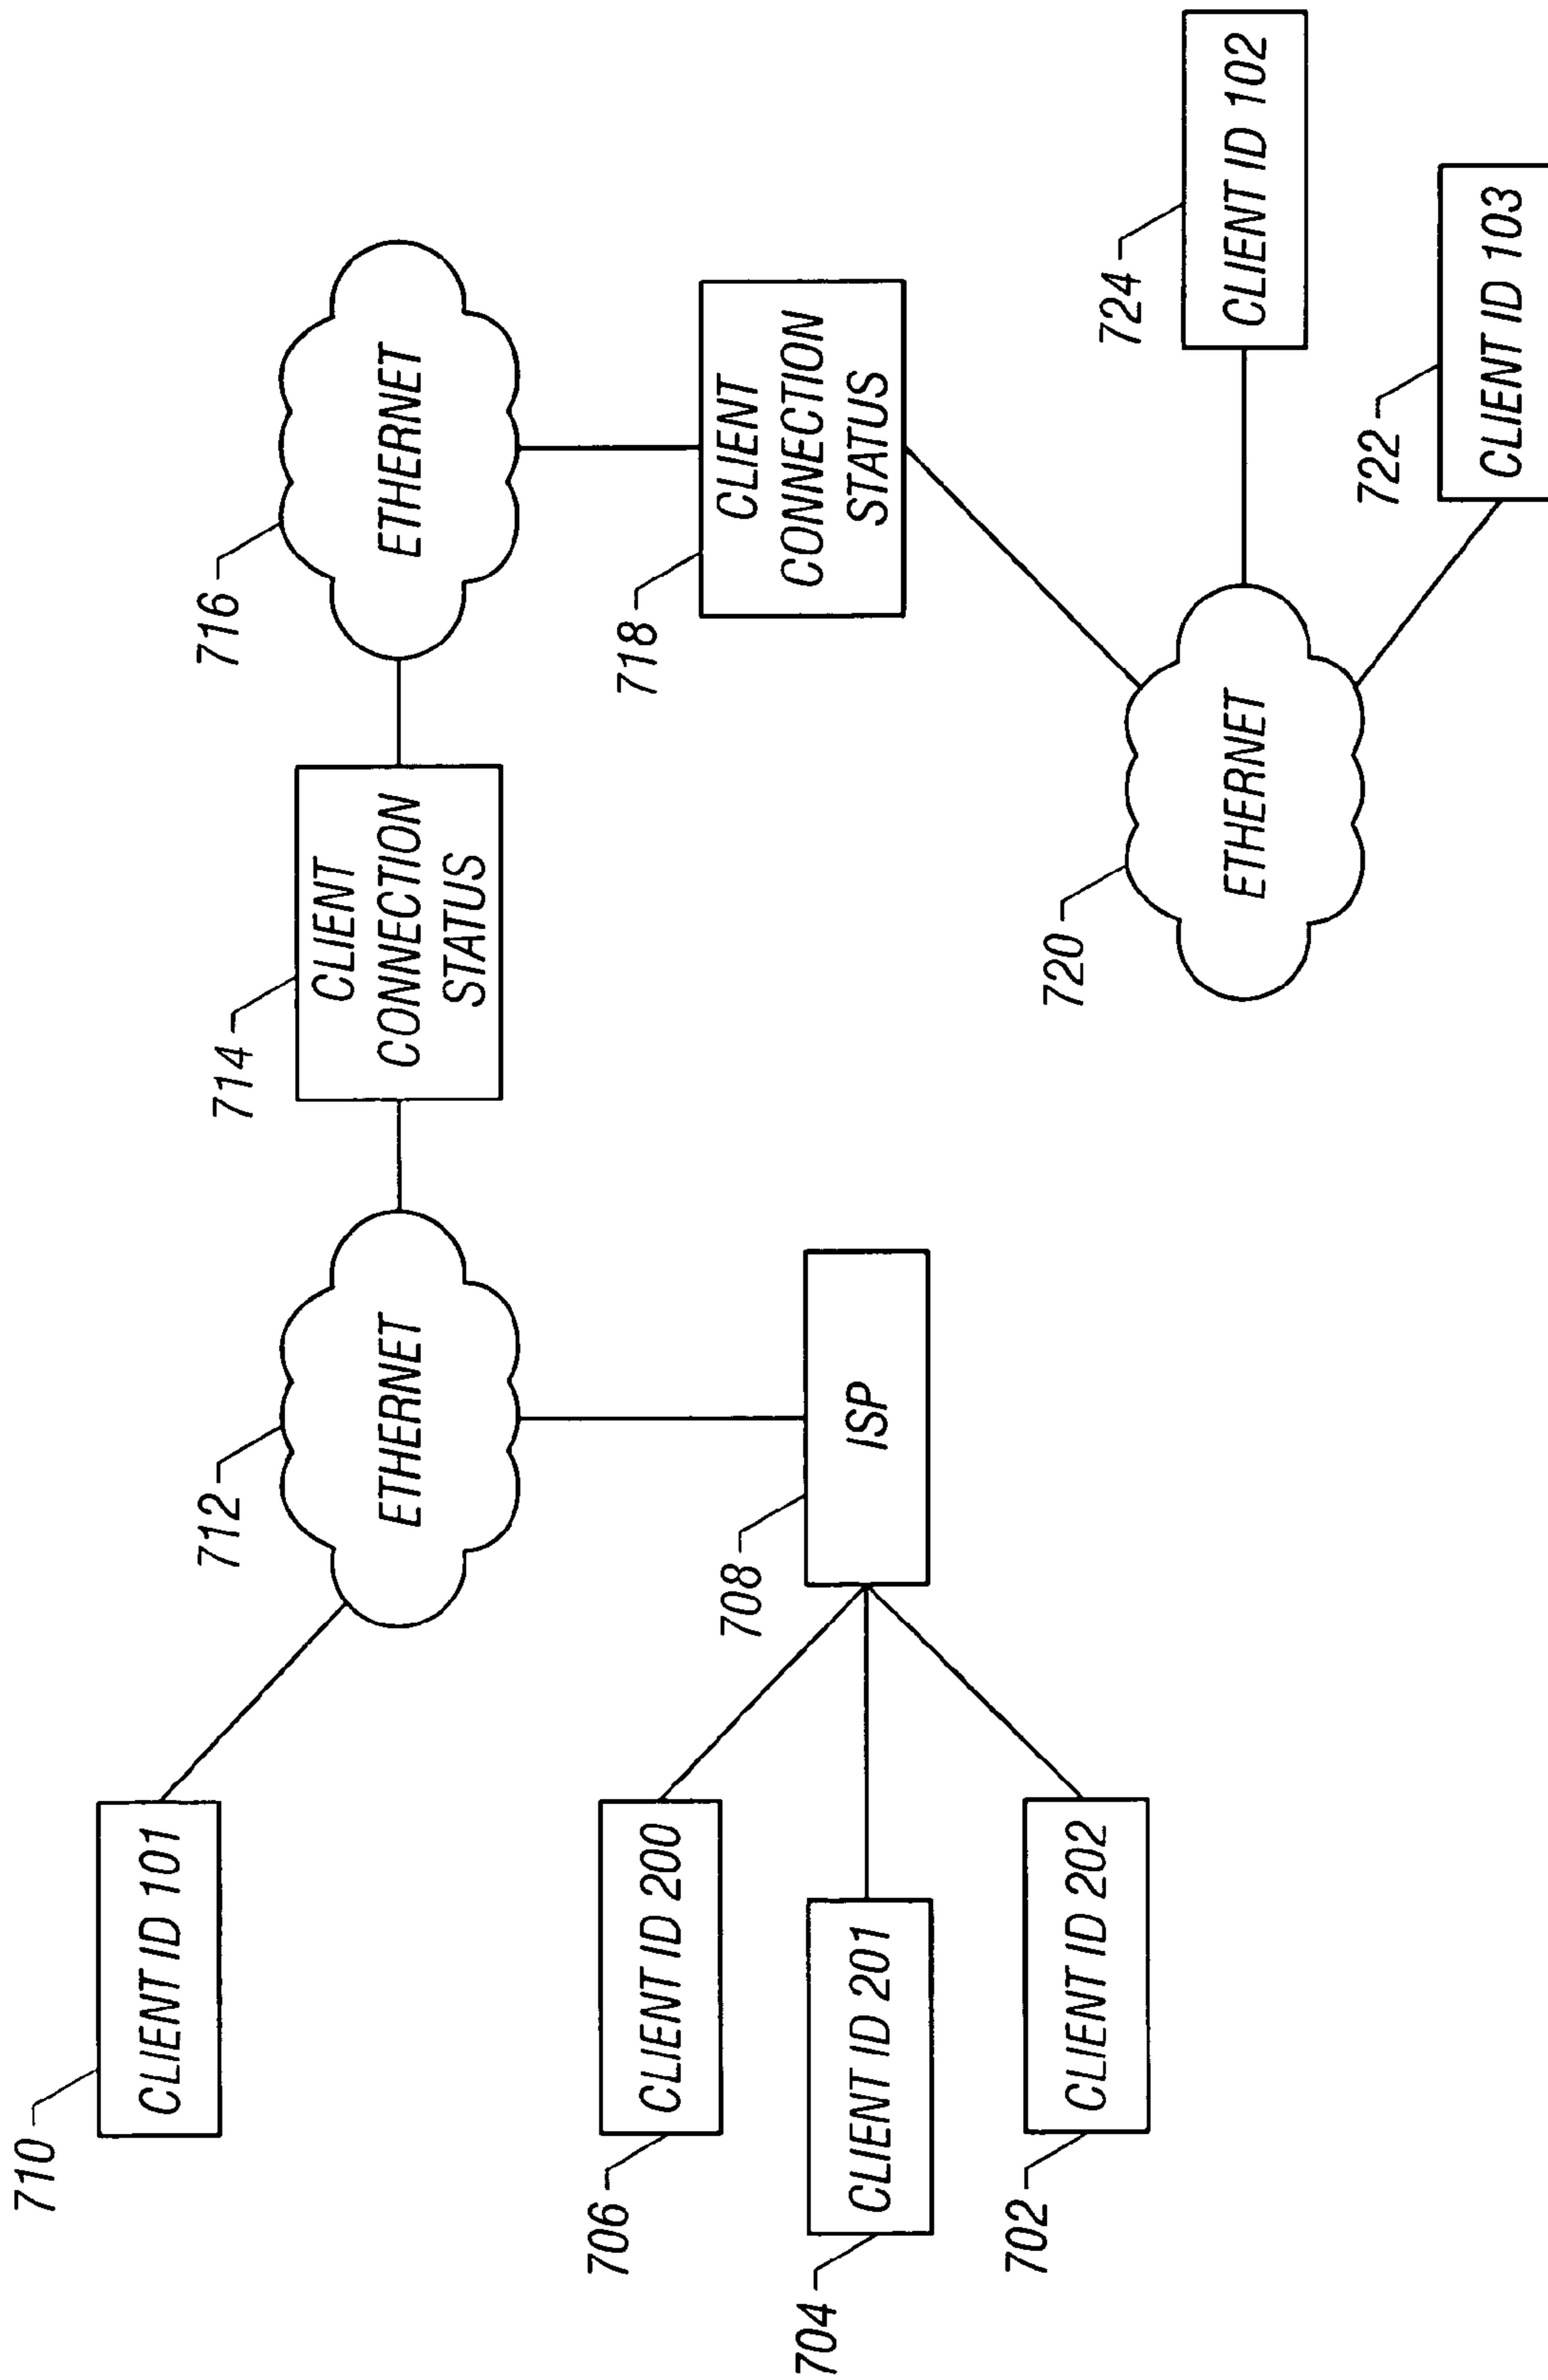 710
CLIENT ID 101
706
CLIENT ID 200
704
CLIENT ID 201
702
CLIENT ID 202
712
ETHERNET
708
ISP
714
CLIENT
CONNECTION
STATUS
716
ETHERNET
718
CLIENT
CONNECTION
STATUS
720
ETHERNET
724
CLIENT ID 102
722
CLIENT ID 103